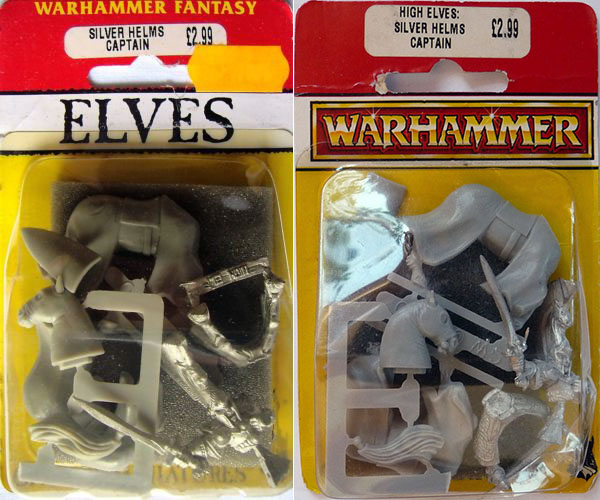 WARHAMMER FANTASY
SILVER HELMS
CAPTAIN
£2.99
ELVES
HIGH ELVES:
SILVER HELMS
CAPTAIN
£2.99
WARHAMMER